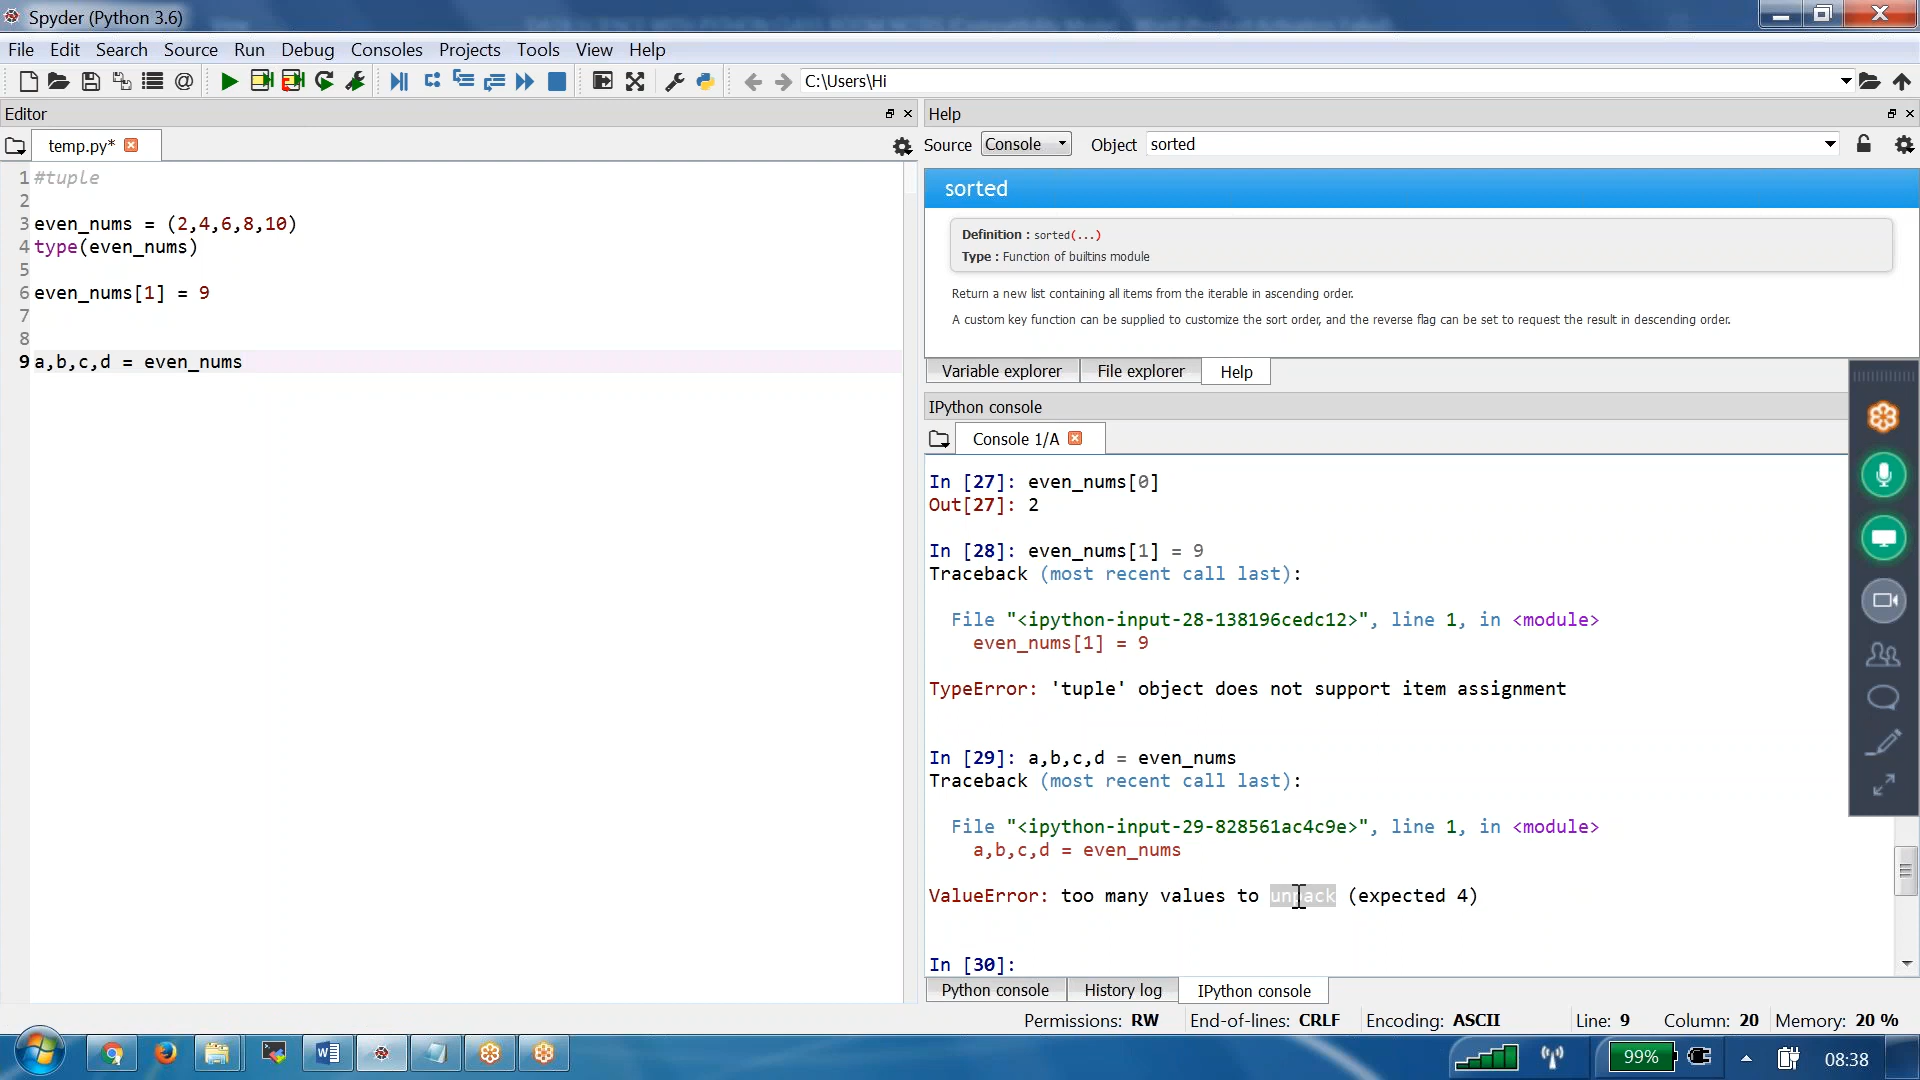 Spyder (Python 3.6)
File Edit Search Source Run Debug Consoles Projects Tools View Help
C:\Users\Hi
Editor
temp.py*
1 #tuple
2
3 even_nums = (2,4,6,8,10)
4 type(even_nums)
5
6 even_nums[1] = 9
7
8
9 a,b,c,d = even_nums
Help
Source Console Object sorted
sorted
Definition : sorted(...)
Type : Function of builtins module
Return a new list containing all items from the iterable in ascending order.
A custom key function can be supplied to customize the sort order, and the reverse flag can be set to request the result in descending order.
Variable explorer File explorer Help
IPython console
Console 1/A
In [27]: even_nums[0]
Out[27]: 2
In [28]: even_nums[1] = 9
Traceback (most recent call last):
File "<ipython-input-28-138196cedc12>", line 1, in <module>
even_nums[1] = 9
TypeError: 'tuple' object does not support item assignment
In [29]: a,b,c,d = even_nums
Traceback (most recent call last):
File "<ipython-input-29-828561ac4c9e>", line 1, in <module>
a,b,c,d = even_nums
ValueError: too many values to unpack (expected 4)
In [30]:
Python console History log IPython console
Permissions: RW End-of-lines: CRLF Encoding: ASCII Line: 9 Column: 20 Memory: 20 %
99% 08:38